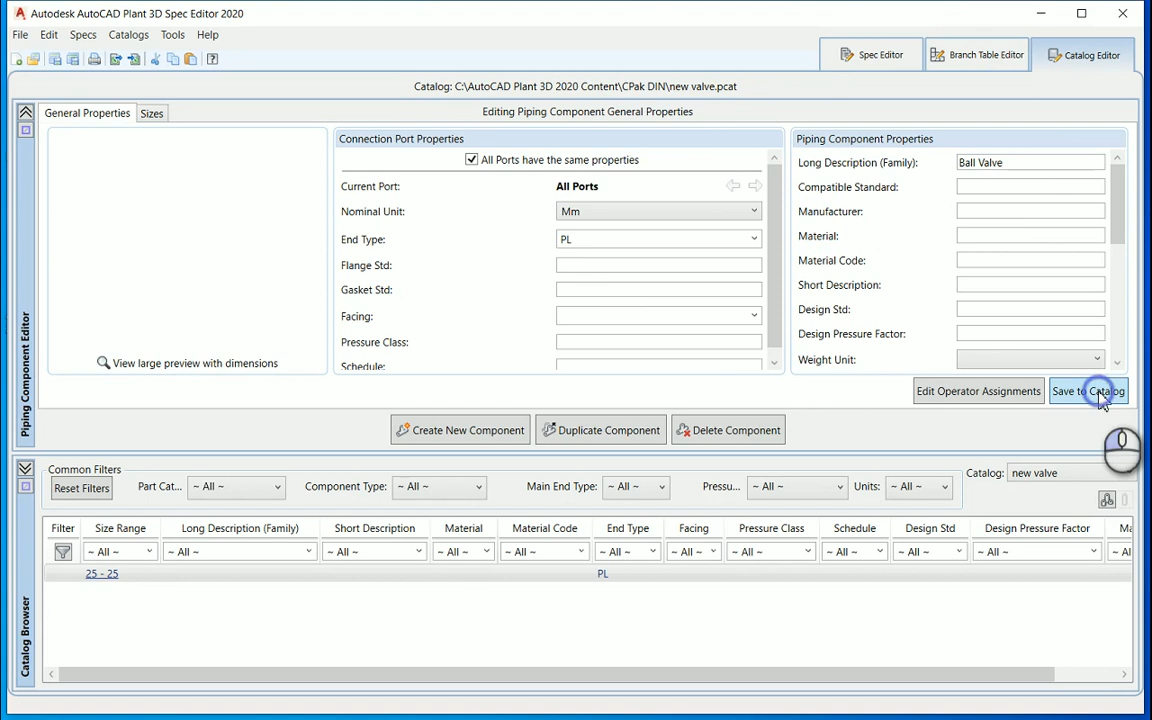 Autodesk AutoCAD Plant 3D Spec Editor 2020
File Edit Specs Catalogs Tools Help
Spec Editor Branch Table Editor Catalog Editor
Catalog: C:\AutoCAD Plant 3D 2020 Content\CPak DIN\new valve.pcat
General Properties Sizes Editing Piping Component General Properties
Connection Port Properties Piping Component Properties
All Ports have the same properties Long Description (Family): Ball Valve
Current Port: All Ports Compatible Standard:
Nominal Unit: Mm Manufacturer:
End Type: PL Material:
Flange Std: Material Code:
Gasket Std: Short Description:
Facing: Design Std:
Pressure Class: Design Pressure Factor:
View large preview with dimensions Schedule: Weight Unit:
Piping Component Editor
Edit Operator Assignments Save to Catalog
Create New Component Duplicate Component Delete Component
Common Filters Catalog: new valve
Reset Filters Part Cat... ~ All ~ Component Type: ~ All ~ Main End Type: ~ All ~ Pressu... ~ All ~ Units: ~ All ~
Filter Size Range Long Description (Family) Short Description Material Material Code End Type Facing Pressure Class Schedule Design Std Design Pressure Factor Ma
~ All ~ ~ All ~ ~ All ~ ~ All ~ ~ All ~ ~ All ~ ~ All ~ ~ All ~ ~ All ~ ~ All ~ ~ All ~ ~ Al
25 - 25 PL
Catalog Browser